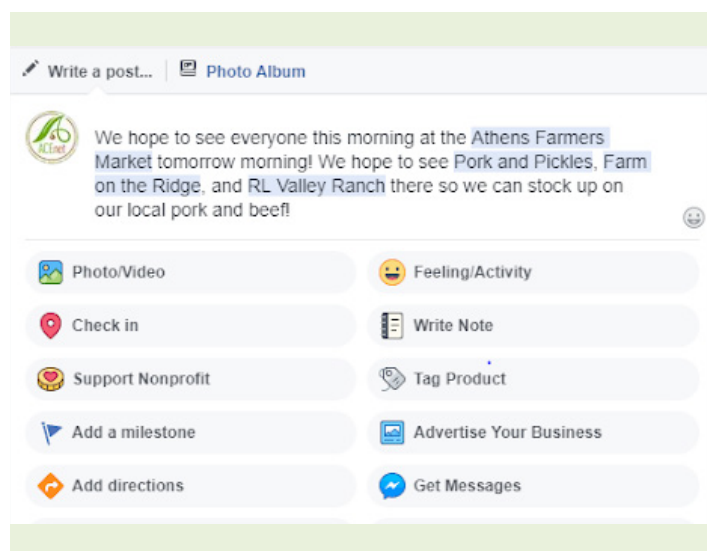 Write a post... Photo Album
ACEnet
We hope to see everyone this morning at the Athens Farmers
Market tomorrow morning! We hope to see Pork and Pickles, Farm
on the Ridge, and RL Valley Ranch there so we can stock up on
our local pork and beef!
Photo/Video Feeling/Activity
Check in Write Note
Support Nonprofit Tag Product
Add a milestone Advertise Your Business
Add directions Get Messages